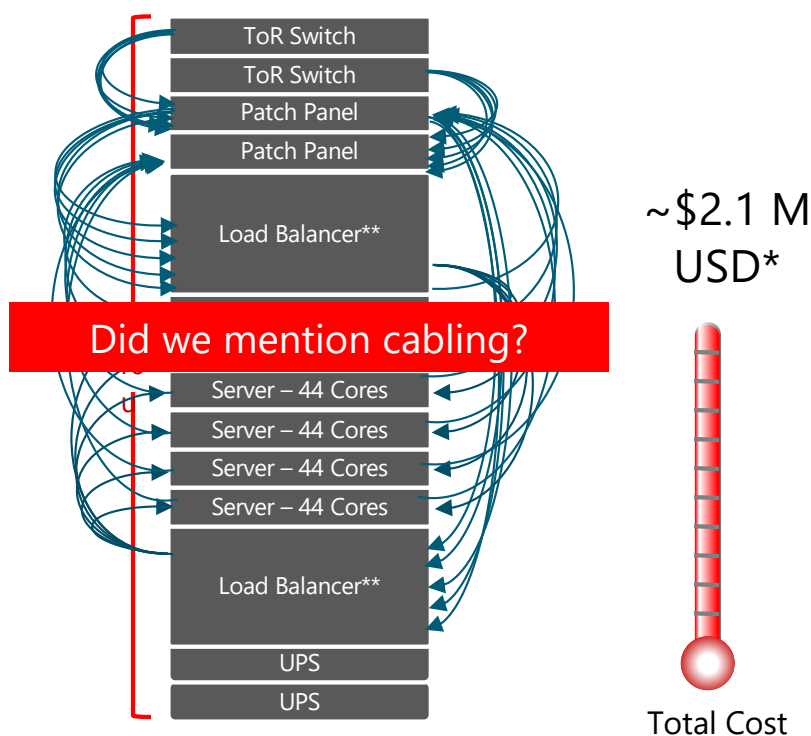 ToR Switch
ToR Switch
Patch Panel
Patch Panel
Load Balancer**
~$2.1 M
USD*
Did we mention cabling?
u
Server – 44 Cores
Server – 44 Cores
Server – 44 Cores
Server – 44 Cores
Load Balancer**
UPS
UPS
Total Cost